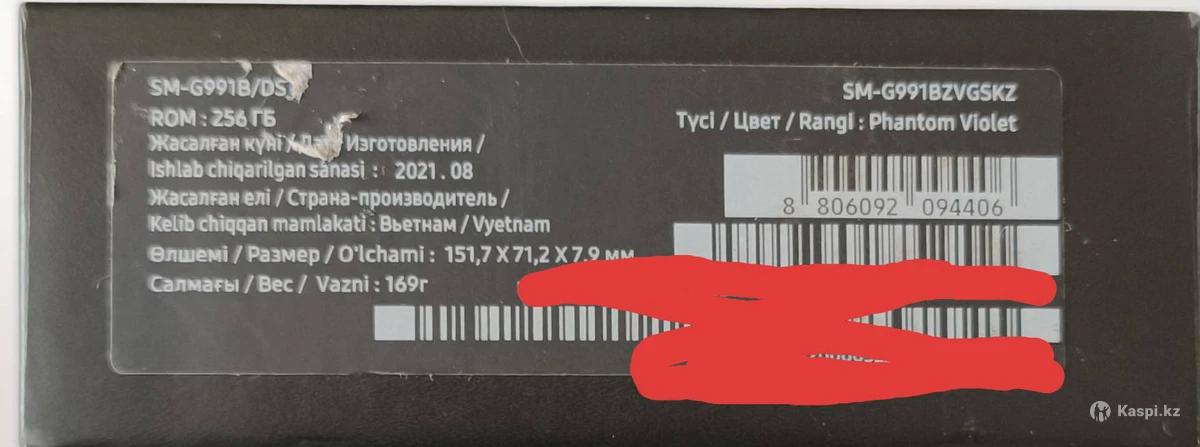 SM-G991B/DS
ROM : 256 ГБ
Жасалған күні / Изготовления /
Ishlab chiqarilgan sanasi : 2021 . 08
Жасалған елі / Страна-производитель /
Kelib chiqqan mamlakati : Вьетнам / Vyetnam
Өлшемі / Размер / O'lchami : 151,7 X 71,2 X 7,9 мм
Салмағы / Вес / Vazni : 169г
SM-G991BZVGSKZ
Түсі / Цвет / Rangi : Phantom Violet
8 806092 094406
Kaspi.kz